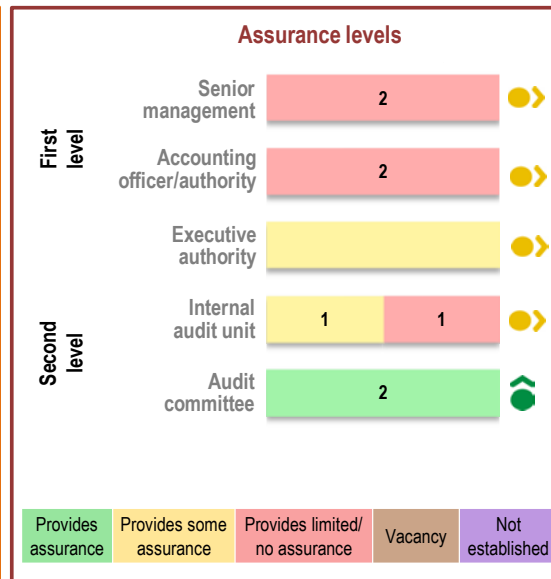 Assurance levels
First
level
Senior
management
2
Accounting
officer/authority
2
Executive
authority
Second
level
Internal
audit unit
1
1
Audit
committee
2
Provides
assurance
Provides some
assurance
Provides limited/
no assurance
Vacancy
Not
established